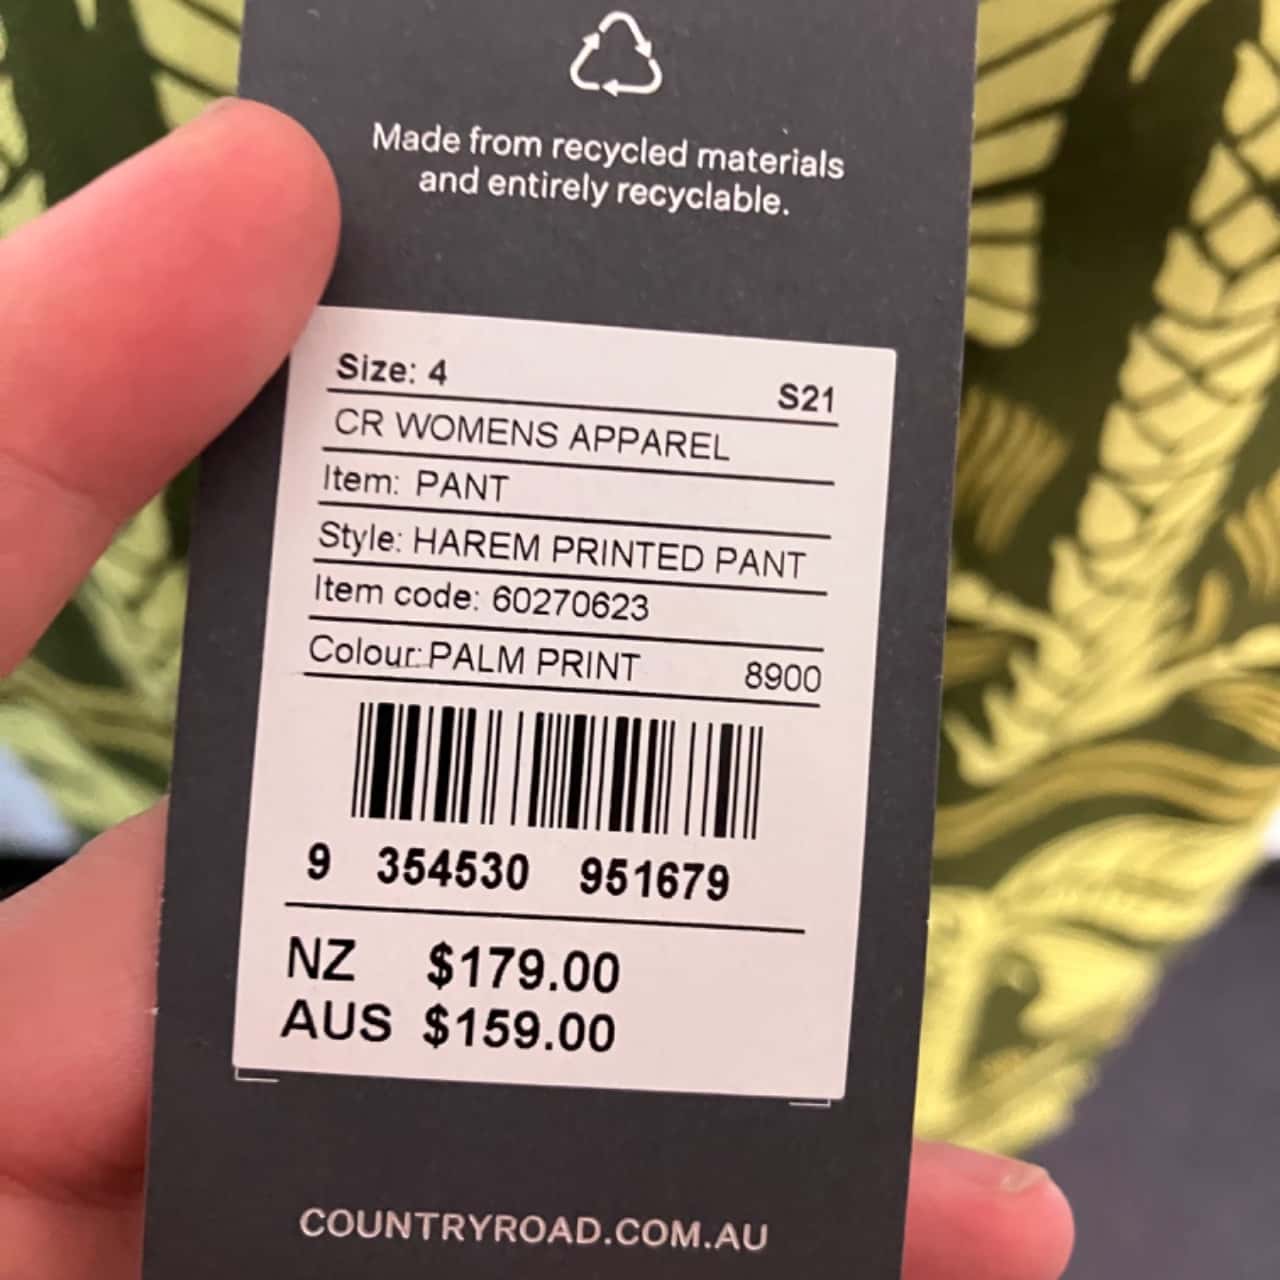 Made from recycled materials
and entirely recyclable.
Size: 4 S21
CR WOMENS APPAREL
Item: PANT
Style: HAREM PRINTED PANT
Item code: 60270623
Colour: PALM PRINT 8900
9 354530 951679
NZ $179.00
AUS $159.00
COUNTRYROAD.COM.AU